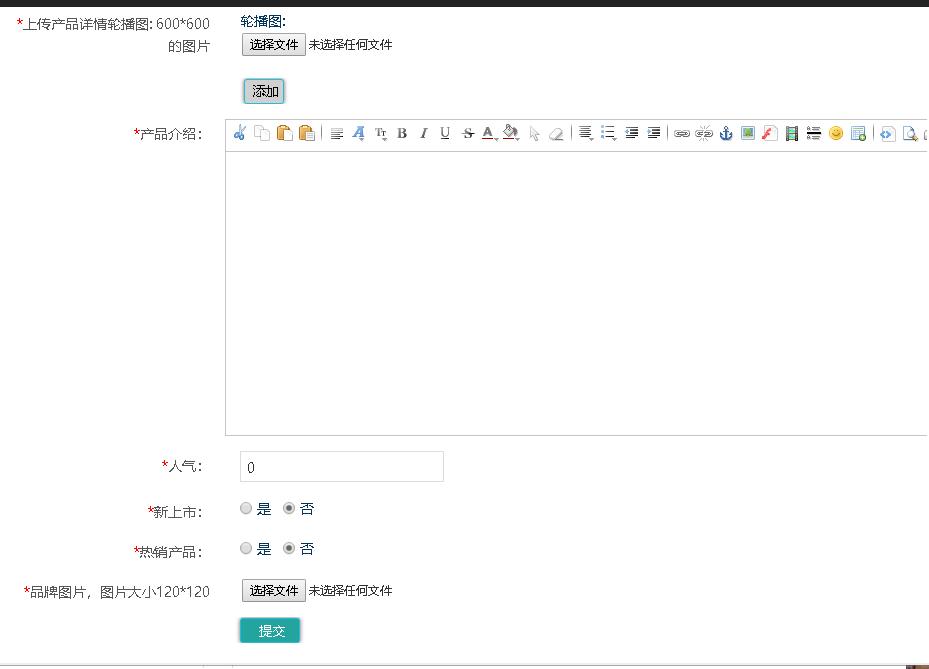 *上传产品详情轮播图: 600*600
的图片
轮播图:
选择文件 未选择任何文件
添加
*产品介绍:
*人气:
0
*新上市:
是 否
*热销产品:
是 否
*品牌图片，图片大小120*120
选择文件 未选择任何文件
提交